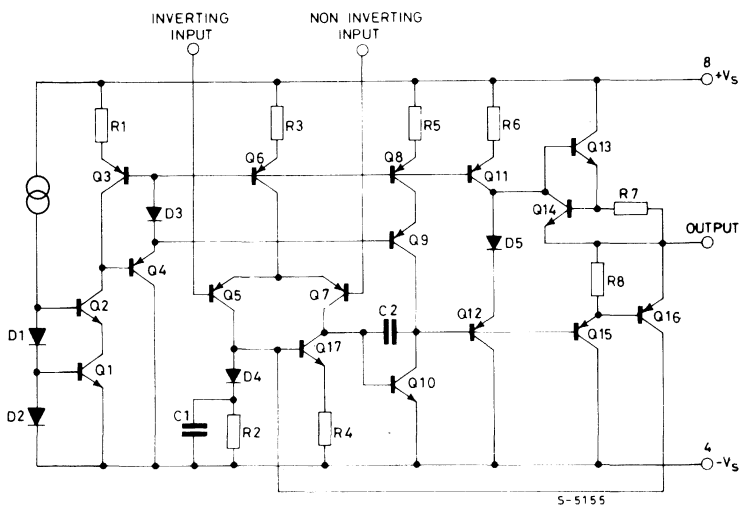 INVERTING
INPUT
NON INVERTING
INPUT
8
+Vs
R1
R3
R5
R6
Q3
Q6
Q8
Q11
Q13
D3
Q14
R7
OUTPUT
Q4
Q9
D5
R8
Q2
Q5
Q7
C2
Q12
Q15
Q16
D1
Q1
Q17
D4
Q10
D2
C1
R2
R4
4
-Vs
S-5155